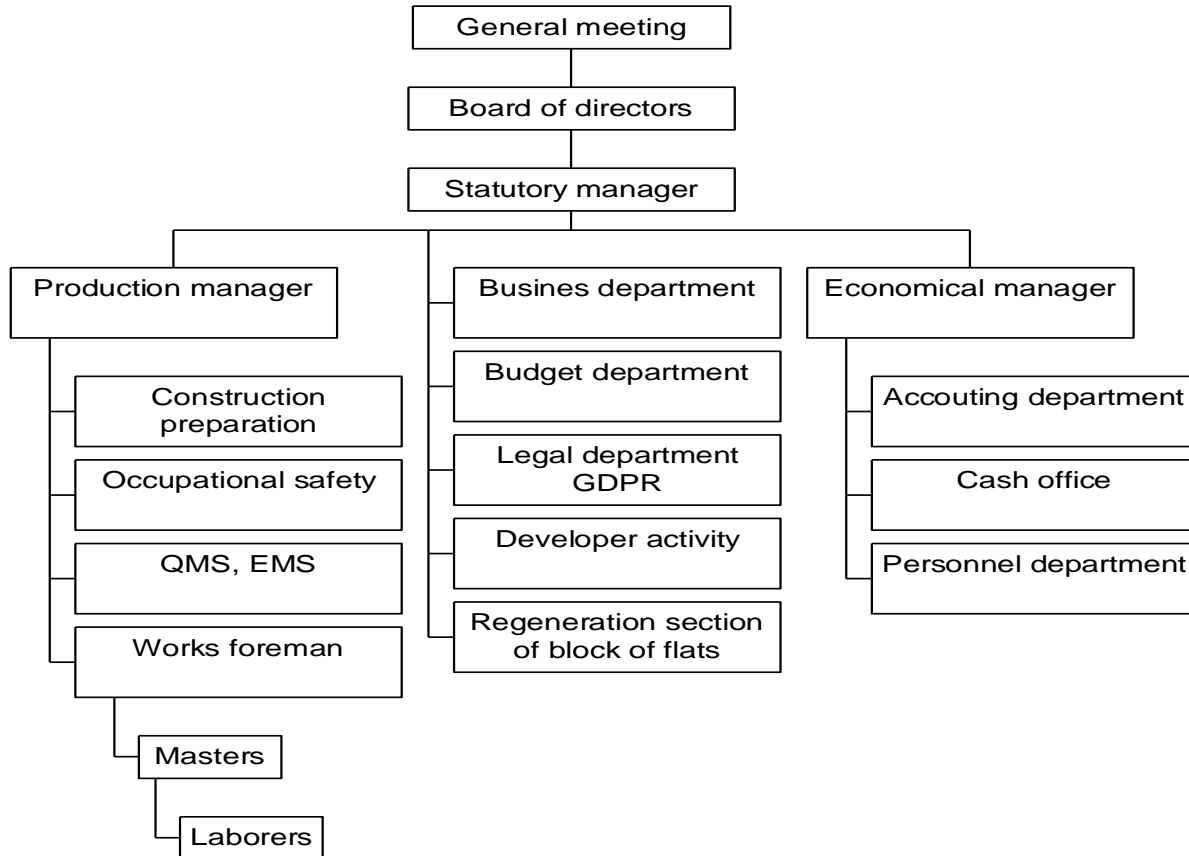 General meeting
Board of directors
Statutory manager
Production manager
Construction
preparation
Occupational safety
QMS, EMS
Works foreman
Masters
Laborers
Busines department
Budget department
Legal department
GDPR
Developer activity
Regeneration section
of block of flats
Economical manager
Accouting department
Cash office
Personnel department